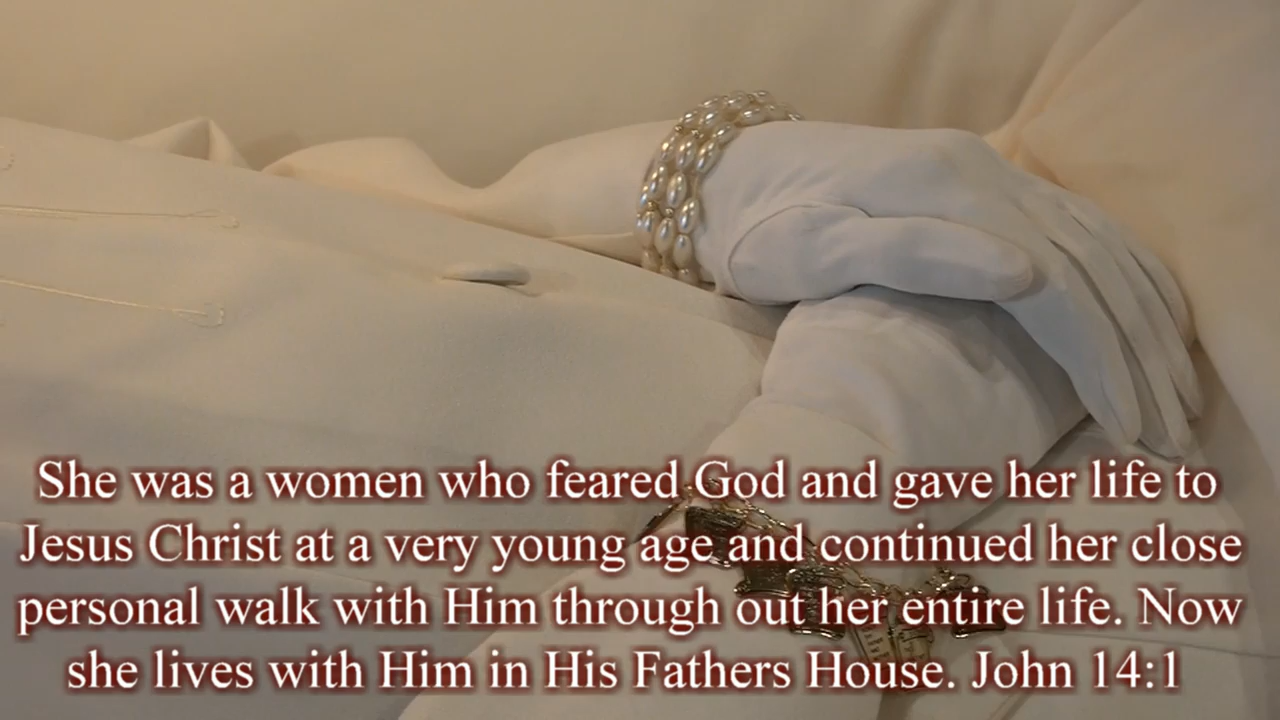 She was a women who feared God and gave her life to
Jesus Christ at a very young age and continued her close
personal walk with Him through out her entire life. Now
she lives with Him in His Fathers House. John 14:1